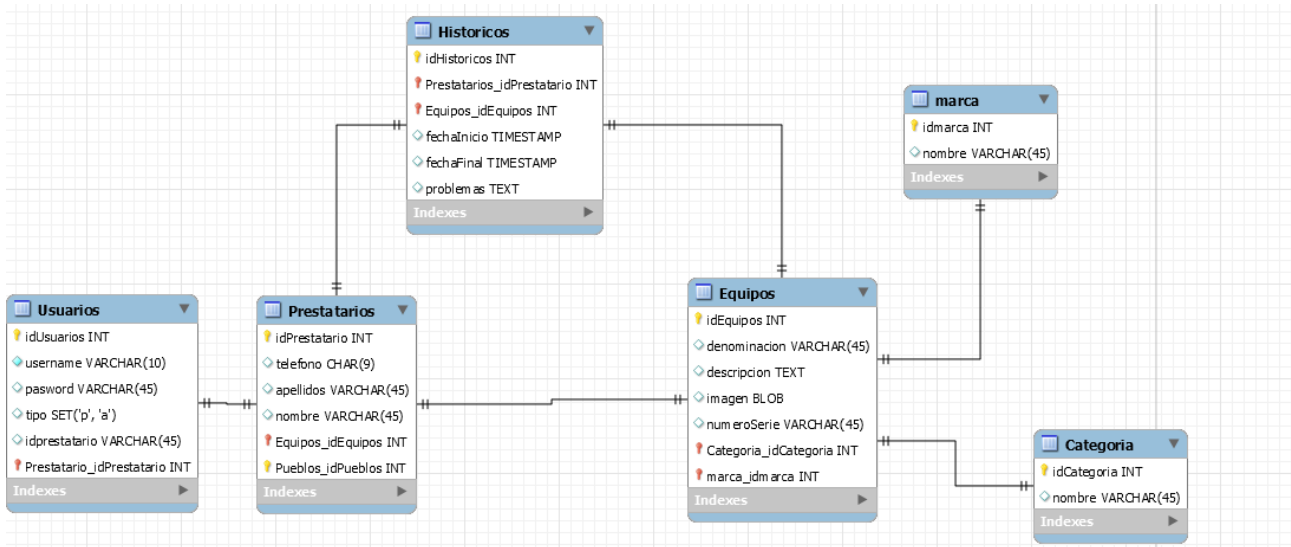 Historicos
idHistoricos INT
Prestatarios_idPrestatario INT
Equipos_idEquipos INT
fechaInicio TIMESTAMP
fechaFinal TIMESTAMP
problemas TEXT
Indexes
marca
idmarca INT
nombre VARCHAR(45)
Indexes
Usuarios
idUsuarios INT
username VARCHAR(10)
pasword VARCHAR(45)
tipo SET('p', 'a')
idprestatario VARCHAR(45)
Prestatario_idPrestatario INT
Indexes
Prestatarios
idPrestatario INT
telefono CHAR(9)
apellidos VARCHAR(45)
nombre VARCHAR(45)
Equipos_idEquipos INT
Pueblos_idPueblos INT
Indexes
Equipos
idEquipos INT
denominacion VARCHAR(45)
descripcion TEXT
imagen BLOB
numeroSerie VARCHAR(45)
Categoria_idCategoria INT
marca_idmarca INT
Indexes
Categoria
idCategoria INT
nombre VARCHAR(45)
Indexes